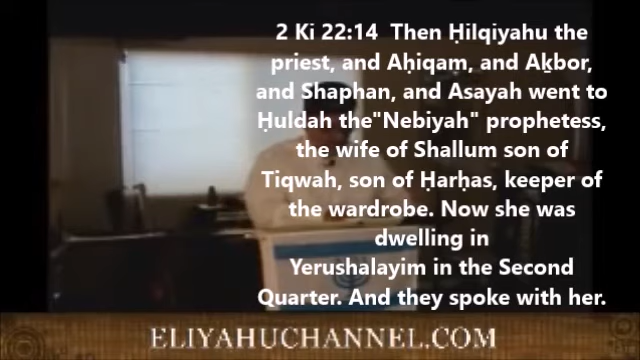 2 Ki 22:14  Then Ḥilqiyahu the
priest, and Aḥiqam, and Aḵbor,
and Shaphan, and Asayah went to
Ḥuldah the"Nebiyah" prophetess,
the wife of Shallum son of
Tiqwah, son of Ḥarḥas, keeper of
the wardrobe. Now she was
dwelling in
Yerushalayim in the Second
Quarter. And they spoke with her.
ELIYAHUCHANNEL.COM